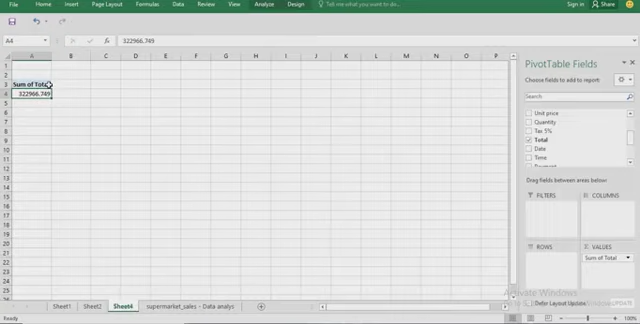 File Home Insert Page Layout Formulas Data Review View Analyze Design Tell me what you want to do... Sign in Share
A4 322966.749
A B C D E F G H I J K L M N O P
1
2
3 Sum of Total
4 322966.749
5
6
7
8
9
10
11
12
13
14
15
16
17
18
19
20
21
22
23
24
25
26
PivotTable Fields
Choose fields to add to report:
Search
Unit price
Quantity
Tax 5%
Total
Date
Time
Drag fields between areas below:
FILTERS COLUMNS
ROWS VALUES
Sum of Total
Activate Windows
Defer Layout Update UPDATE
Sheet1 Sheet2 Sheet4 supermarket_sales - Data analys
Ready 100%